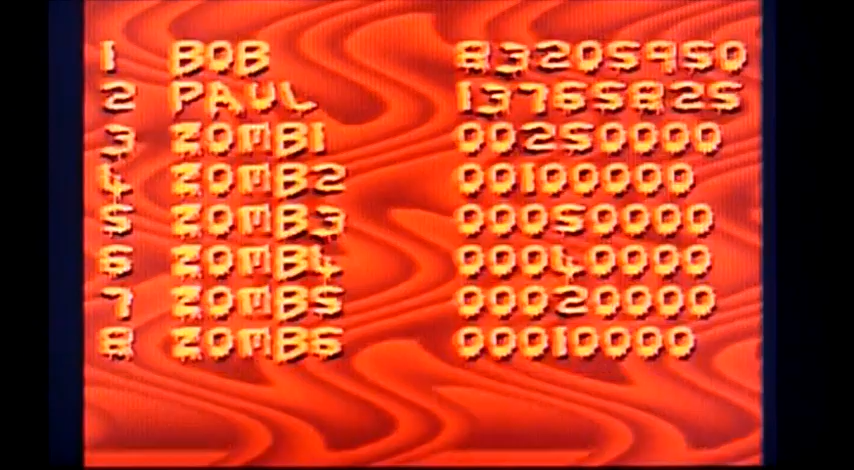 1 BOB 83205950
2 PAUL 13765825
3 ZOMB1 00250000
4 ZOMB2 00100000
5 ZOMB3 00050000
6 ZOMB4 00040000
7 ZOMB5 00020000
8 ZOMB6 00010000